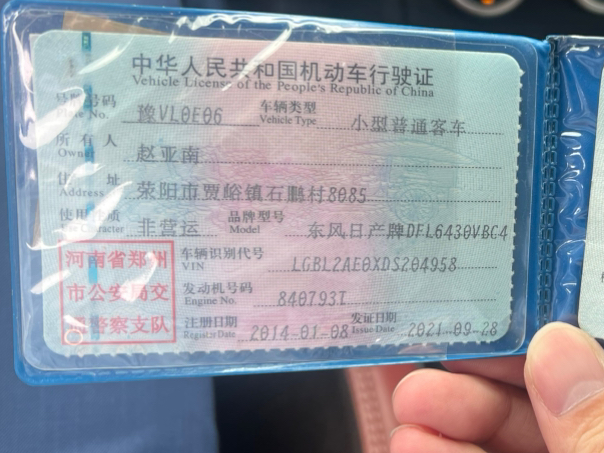 中华人民共和国机动车行驶证
Vehicle License of the People's Republic of China
号牌号码 豫VL0E06 车辆类型 小型普通客车
Plate No. Vehicle Type
所有人 赵亚南
Owner
住址 荥阳市贾峪镇石鹏村8085
Address
使用性质 非营运 品牌型号 东风日产牌DFL6430VBC4
Use Character Model
河南省郑州市公安局交通警察支队
车辆识别代号 LGBL2AE0XDS204958
VIN
发动机号码 840793T
Engine No.
注册日期 2014-01-08 发证日期 2021-09-28
Register Date Issue Date